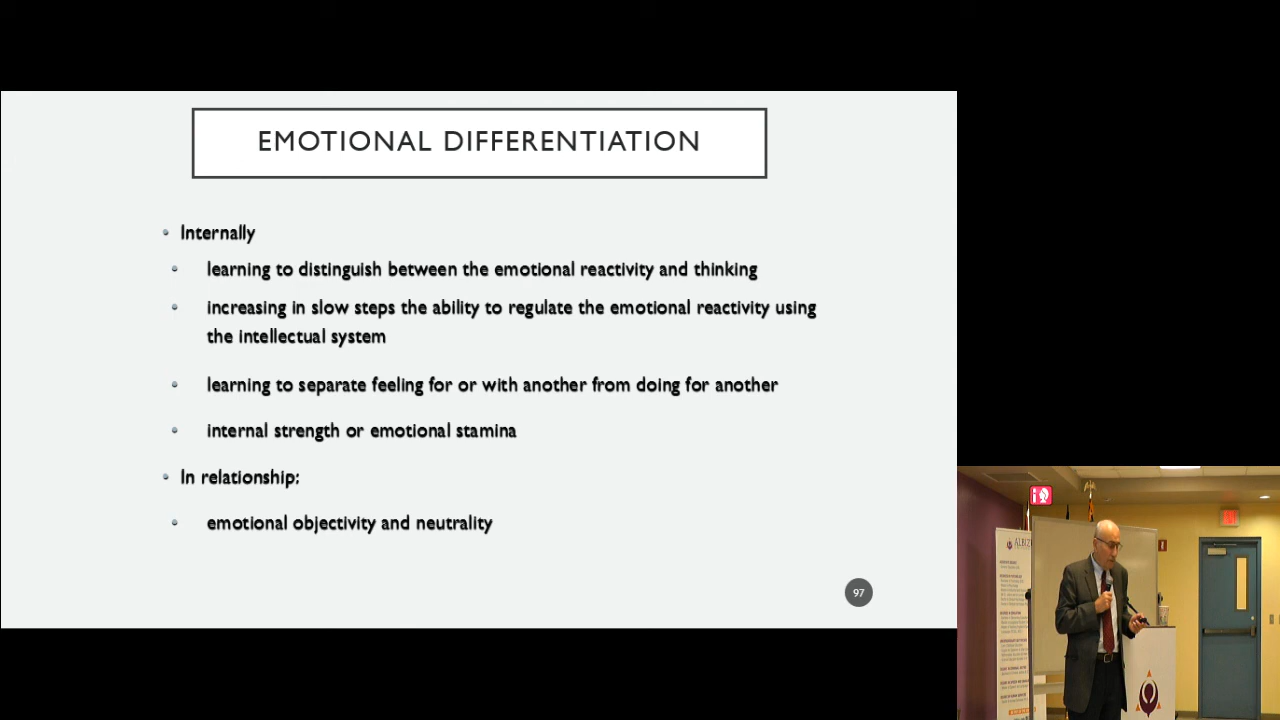 EMOTIONAL DIFFERENTIATION
• Internally
• learning to distinguish between the emotional reactivity and thinking
• increasing in slow steps the ability to regulate the emotional reactivity using
the intellectual system
• learning to separate feeling for or with another from doing for another
• internal strength or emotional stamina
• In relationship:
• emotional objectivity and neutrality
97